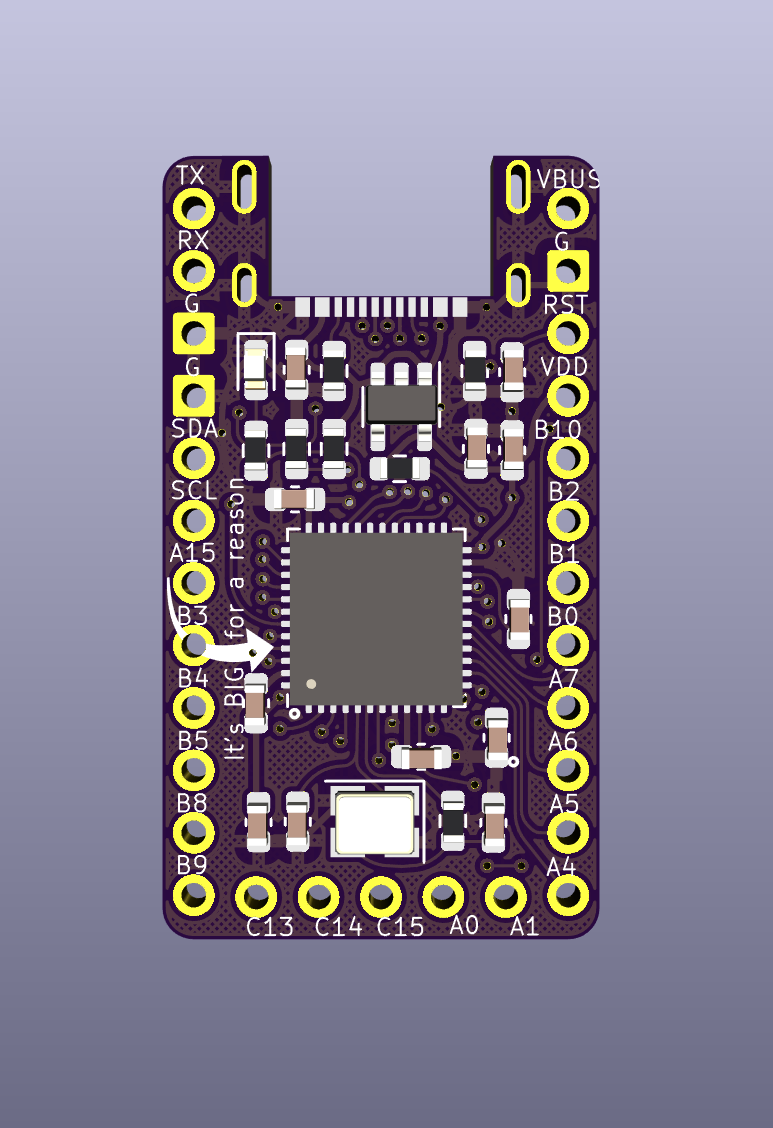 TX
RX
G
G
SDA
SCL
A15
B3
B4
B5
B8
B9
It's BIG for a reason
VBUS
G
RST
VDD
B10
B2
B1
B0
A7
A6
A5
A4
C13
C14
C15
A0
A1